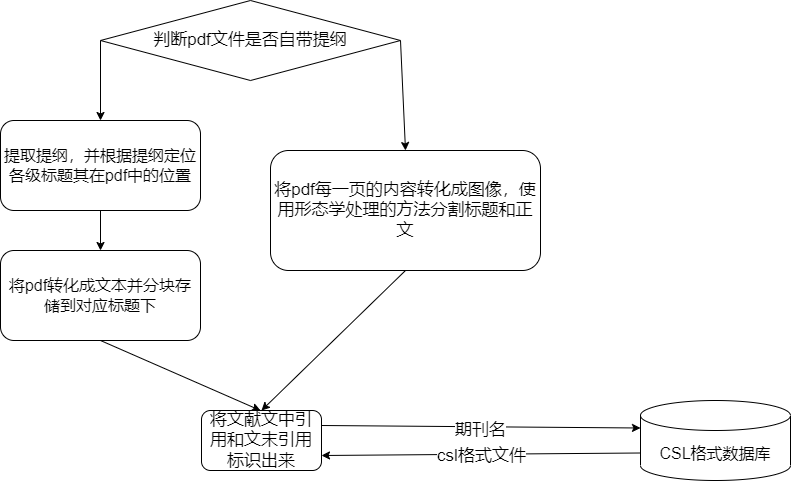 判断pdf文件是否自带提纲
提取提纲，并根据提纲定位
各级标题其在pdf中的位置
将pdf每一页的内容转化成图像，使
用形态学处理的方法分割标题和正
文
将pdf转化成文本并分块存
储到对应标题下
将文献文中引
用和文末引用
标识出来
期刊名
csl格式文件
CSL格式数据库